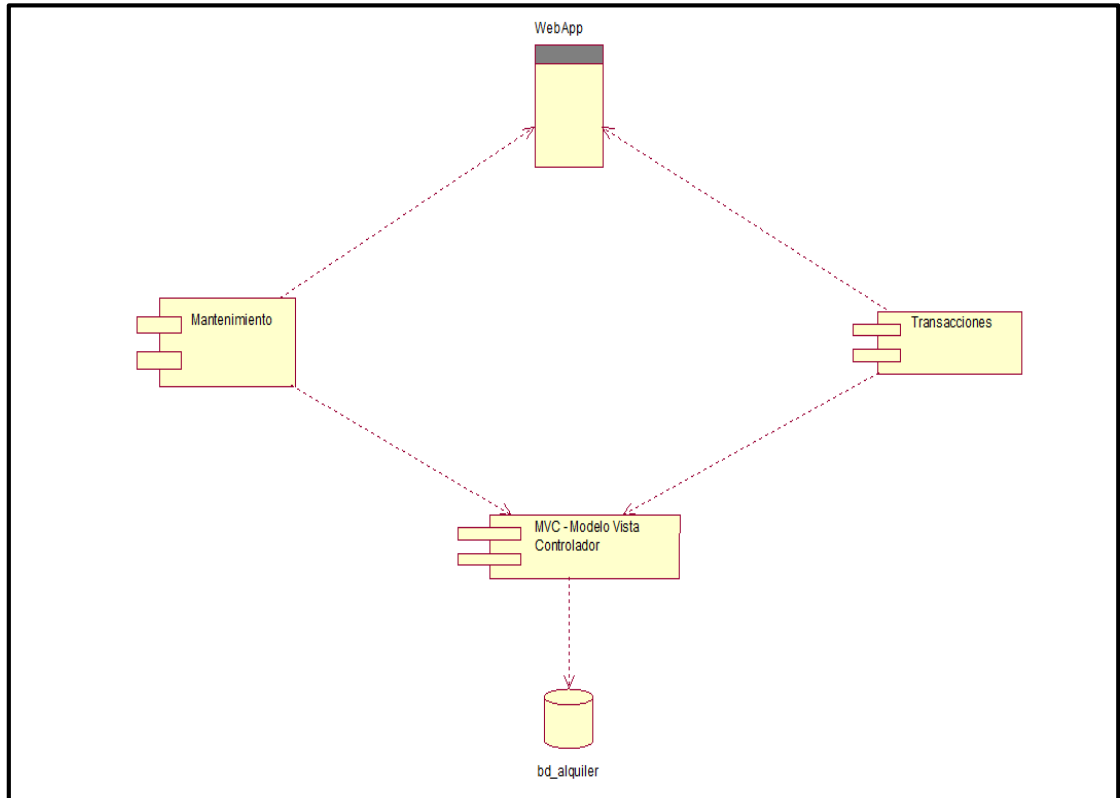 WebApp
Mantenimiento
Transacciones
MVC - Modelo Vista
Controlador
bd_alquiler